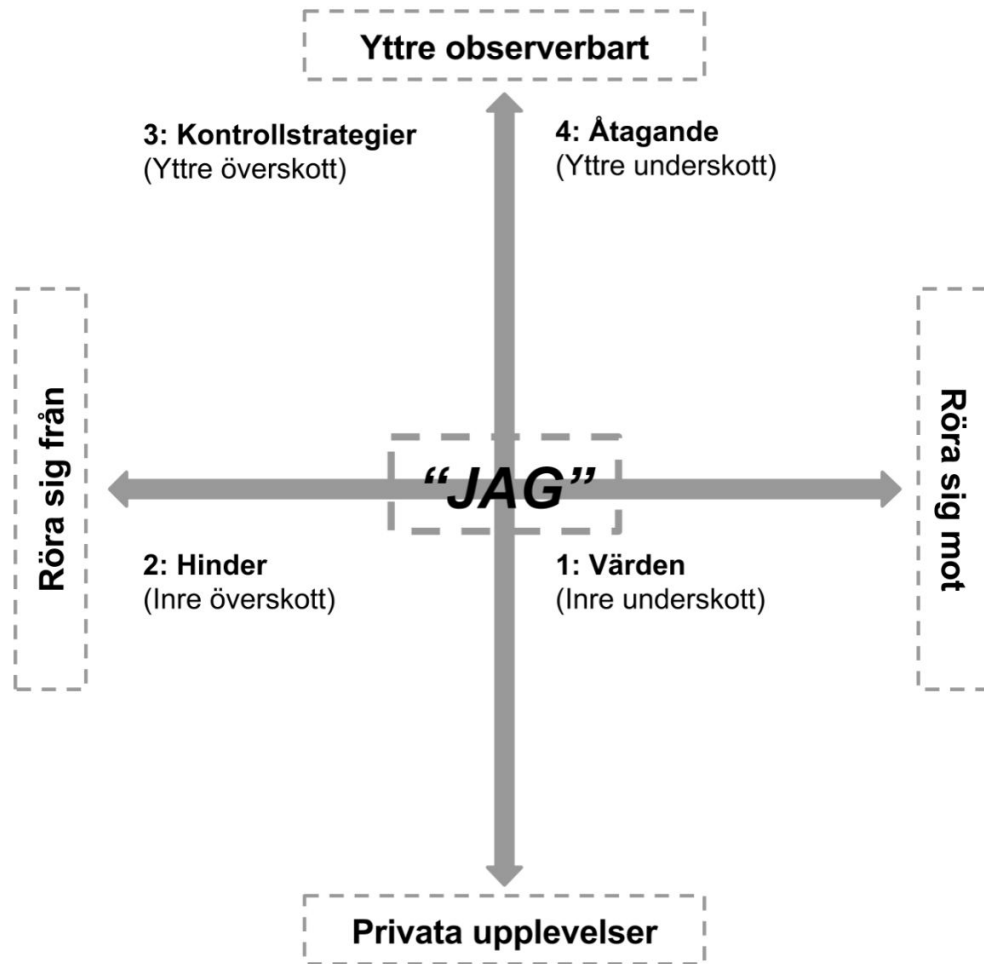 Yttre observerbart
3: Kontrollstrategier
(Yttre överskott)
4: Åtagande
(Yttre underskott)
Röra sig från
“JAG”
Röra sig mot
2: Hinder
(Inre överskott)
1: Värden
(Inre underskott)
Privata upplevelser